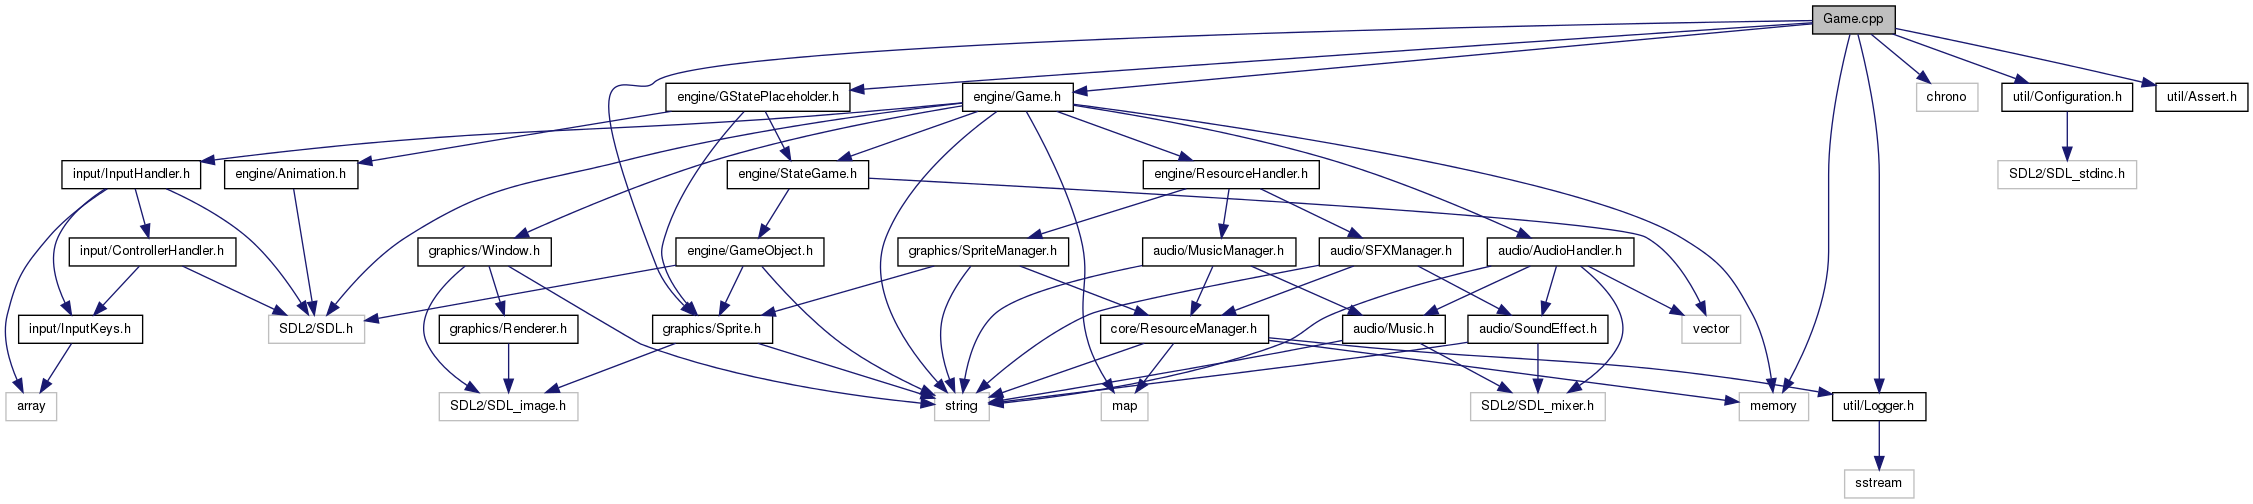 Game.cpp
engine/GStatePlaceholder.h
engine/Game.h
chrono
util/Configuration.h
util/Assert.h
input/InputHandler.h
engine/Animation.h
engine/StateGame.h
engine/ResourceHandler.h
SDL2/SDL_stdinc.h
input/ControllerHandler.h
graphics/Window.h
engine/GameObject.h
graphics/SpriteManager.h
audio/MusicManager.h
audio/SFXManager.h
audio/AudioHandler.h
input/InputKeys.h
SDL2/SDL.h
graphics/Renderer.h
graphics/Sprite.h
core/ResourceManager.h
audio/Music.h
audio/SoundEffect.h
vector
array
SDL2/SDL_image.h
string
map
SDL2/SDL_mixer.h
memory
util/Logger.h
sstream